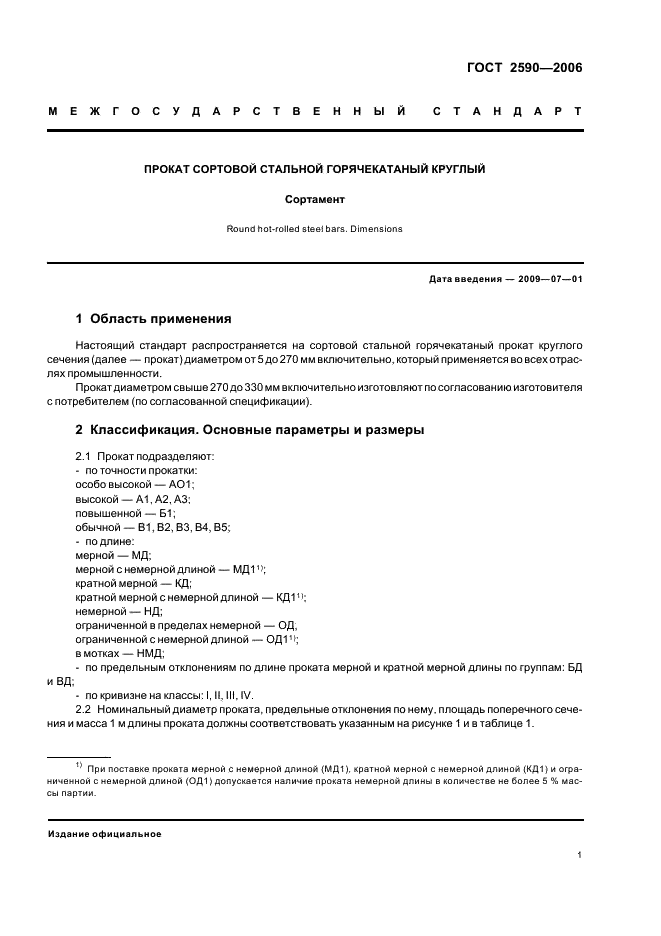 ГОСТ 2590—2006
МЕЖГОСУДАРСТВЕННЫЙ СТАНДАРТ
ПРОКАТ СОРТОВОЙ СТАЛЬНОЙ ГОРЯЧЕКАТАНЫЙ КРУГЛЫЙ
Сортамент
Round hot-rolled steel bars. Dimensions
Дата введения — 2009—07—01
1 Область применения
Настоящий стандарт распространяется на сортовой стальной горячекатаный прокат круглого
сечения (далее — прокат) диаметром от 5 до 270 мм включительно, который применяется во всех отрас-
лях промышленности.
Прокат диаметром свыше 270 до 330 мм включительно изготовляют по согласованию изготовителя
с потребителем (по согласованной спецификации).
2 Классификация. Основные параметры и размеры
2.1 Прокат подразделяют:
- по точности прокатки:
особо высокой — АО1;
высокой — А1, А2, А3;
повышенной — Б1;
обычной — В1, В2, В3, В4, В5;
- по длине:
мерной — МД;
мерной с немерной длиной — МД1¹⁾;
кратной мерной — КД;
кратной мерной с немерной длиной — КД1¹⁾;
немерной — НД;
ограниченной в пределах немерной — ОД;
ограниченной с немерной длиной — ОД1¹⁾;
в мотках — НМД;
- по предельным отклонениям по длине проката мерной и кратной мерной длины по группам: БД
и ВД;
- по кривизне на классы: I, II, III, IV.
2.2 Номинальный диаметр проката, предельные отклонения по нему, площадь поперечного сече-
ния и масса 1 м длины проката должны соответствовать указанным на рисунке 1 и в таблице 1.
¹⁾ При поставке проката мерной с немерной длиной (МД1), кратной мерной с немерной длиной (КД1) и огра-
ниченной с немерной длиной (ОД1) допускается наличие проката немерной длины в количестве не более 5 % мас-
сы партии.
Издание официальное
1